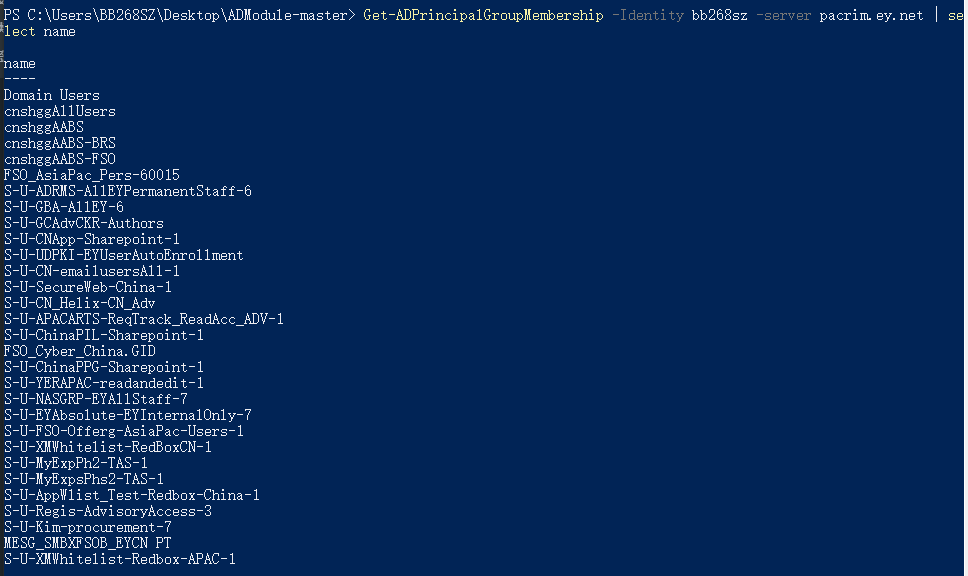 PS C:\Users\BB268SZ\Desktop\ADModule-master> Get-ADPrincipalGroupMembership -Identity bb268sz -server pacrim.ey.net | se
lect name
name
----
Domain Users
cnshggAllUsers
cnshggAABS
cnshggAABS-BRS
cnshggAABS-FSO
FSO_AsiaPac_Pers-60015
S-U-ADRMS-AllEYPermanentStaff-6
S-U-GBA-AllEY-6
S-U-GCAdvCKR-Authors
S-U-CNApp-Sharepoint-1
S-U-UDPKI-EYUserAutoEnrollment
S-U-CN-emailusersAll-1
S-U-SecureWeb-China-1
S-U-CN_Helix-CN_Adv
S-U-APACARTS-ReqTrack_ReadAcc_ADV-1
S-U-ChinaPIL-Sharepoint-1
FSO_Cyber_China.GID
S-U-ChinaPPG-Sharepoint-1
S-U-YERAPAC-readandedit-1
S-U-NASGRP-EYAllStaff-7
S-U-EYAbsolute-EYInternalOnly-7
S-U-FSO-Offerg-AsiaPac-Users-1
S-U-XMWhitelist-RedBoxCN-1
S-U-MyExpPh2-TAS-1
S-U-MyExpsPhs2-TAS-1
S-U-AppWlist_Test-Redbox-China-1
S-U-Regis-AdvisoryAccess-3
S-U-Kim-procurement-7
MESG_SMBXFSOB_EYCN PT
S-U-XMWhitelist-Redbox-APAC-1